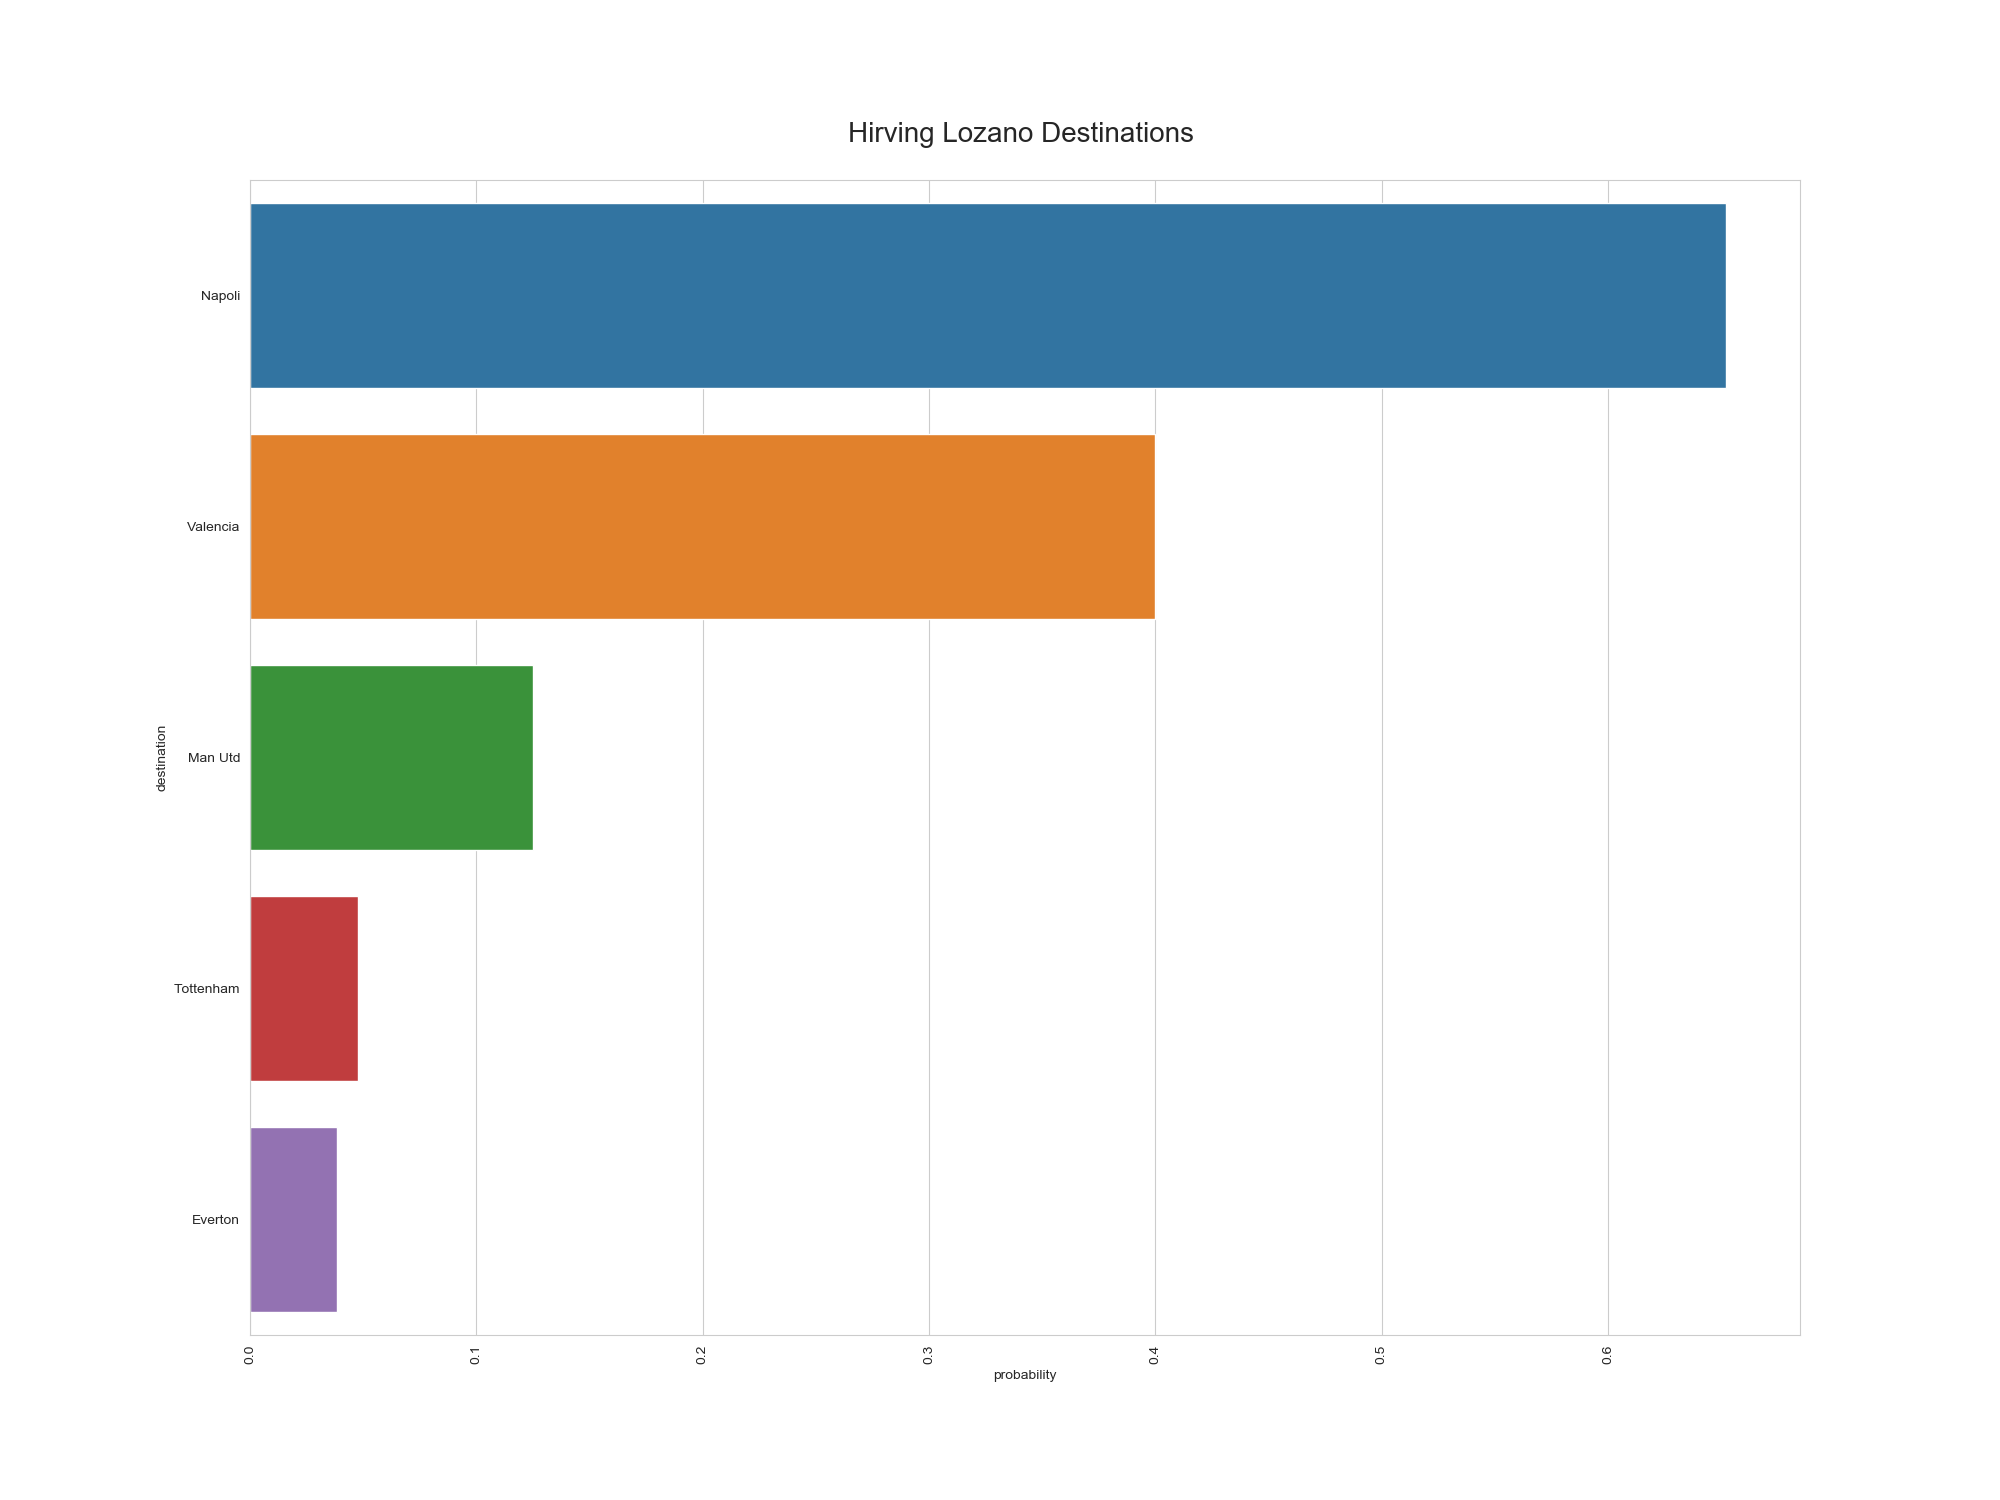 Hirving Lozano Destinations
Napoli
Valencia
Man Utd
Tottenham
Everton
destination
0.0
0.1
0.2
0.3
0.4
0.5
0.6
probability